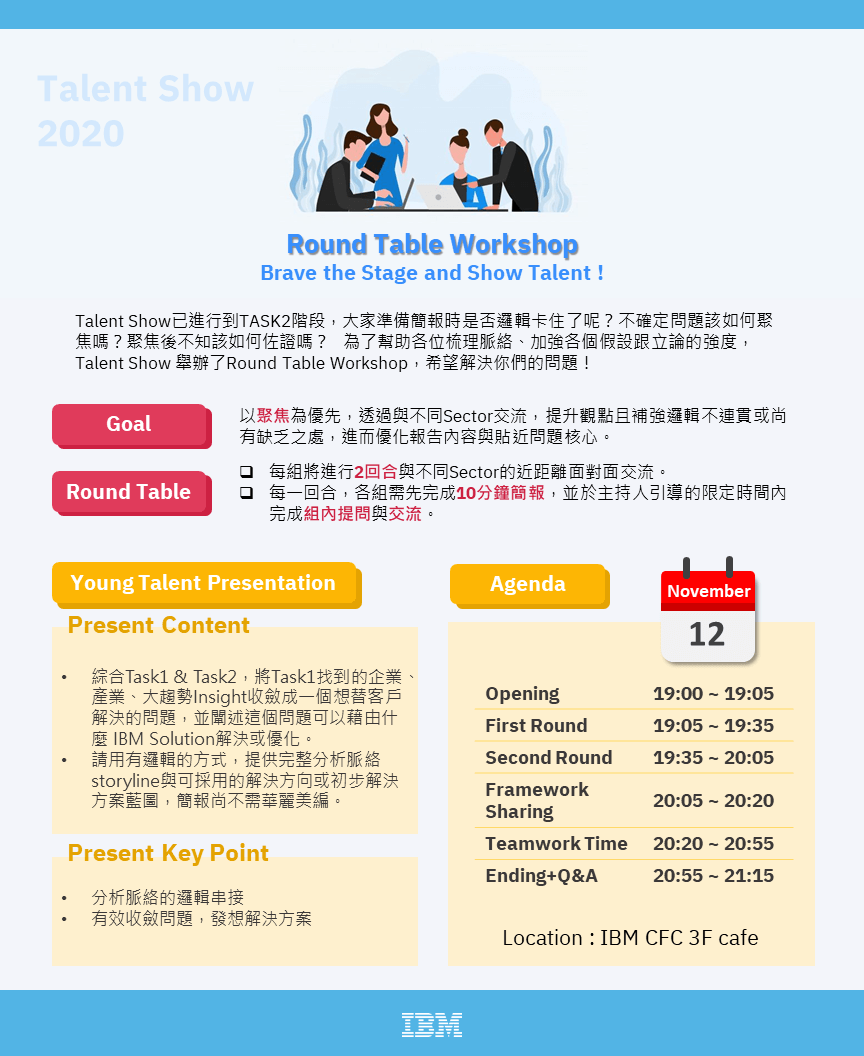 Talent Show
2020
Round Table Workshop
Brave the Stage and Show Talent !
Talent Show已進行到TASK2階段，大家準備簡報時是否邏輯卡住了呢？不確定問題該如何聚
焦嗎？聚焦後不知該如何佐證嗎？ 為了幫助各位梳理脈絡、加強各個假設跟立論的強度，
Talent Show 舉辦了Round Table Workshop，希望解決你們的問題！
Goal
以聚焦為優先，透過與不同Sector交流，提升觀點且補強邏輯不連貫或尚
有缺乏之處，進而優化報告內容與貼近問題核心。
Round Table
❑ 每組將進行2回合與不同Sector的近距離面對面交流。
❑ 每一回合，各組需先完成10分鐘簡報，並於主持人引導的限定時間內
完成組內提問與交流。
Young Talent Presentation
Present Content
• 綜合Task1 & Task2，將Task1找到的企業、
產業、大趨勢Insight收斂成一個想替客戶
解決的問題，並闡述這個問題可以藉由什
麼 IBM Solution解決或優化。
• 請用有邏輯的方式，提供完整分析脈絡
storyline與可採用的解決方向或初步解決
方案藍圖，簡報尚不需華麗美編。
Present Key Point
• 分析脈絡的邏輯串接
• 有效收斂問題，發想解決方案
Agenda
November
12
Opening 19:00 ~ 19:05
First Round 19:05 ~ 19:35
Second Round 19:35 ~ 20:05
Framework
Sharing 20:05 ~ 20:20
Teamwork Time 20:20 ~ 20:55
Ending+Q&A 20:55 ~ 21:15
Location : IBM CFC 3F cafe
IBM